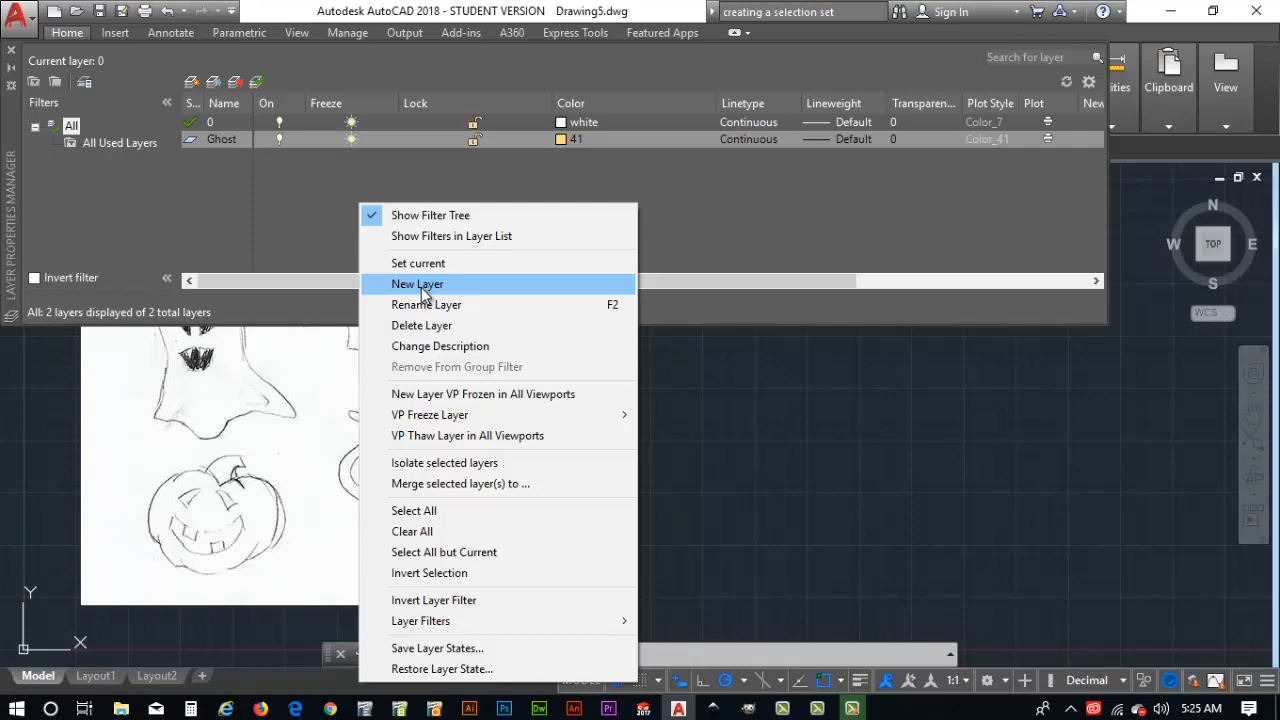 Autodesk AutoCAD 2018 - STUDENT VERSION Drawing5.dwg
creating a selection set
Sign In
Home Insert Annotate Parametric View Manage Output Add-ins A360 Express Tools Featured Apps
Current layer: 0
Search for layer
Filters
All
All Used Layers
S... Name On Freeze Lock Color Linetype Lineweight Transparen... Plot Style Plot New
0 white Continuous Default 0 Color_7
Ghost 41 Continuous Default 0 Color_41
ities
Clipboard
View
LAYER PROPERTIES MANAGER
Invert filter
All: 2 layers displayed of 2 total layers
Show Filter Tree
Show Filters in Layer List
Set current
New Layer
Rename Layer F2
Delete Layer
Change Description
Remove From Group Filter
New Layer VP Frozen in All Viewports
VP Freeze Layer
VP Thaw Layer in All Viewports
Isolate selected layers
Merge selected layer(s) to ...
Select All
Clear All
Select All but Current
Invert Selection
Invert Layer Filter
Layer Filters
Save Layer States...
Restore Layer State...
N
W TOP E
S
WCS
Y
X
Model Layout1 Layout2
1:1
Decimal
5:25 AM